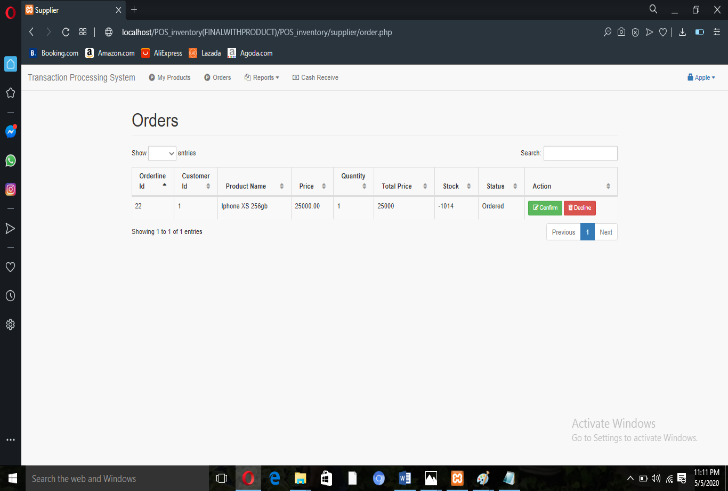 Supplier
localhost/POS_inventory(FINALWITHPRODUCT)/POS_inventory/supplier/order.php
B. Booking.com a Amazon.com AliExpress Lazada a Agoda.com
Transaction Processing System My Products Orders Reports Cash Receive Apple
Orders
Show entries Search:
Orderline Id Customer Id Product Name Price Quantity Total Price Stock Status Action
22 1 Iphone XS 256gb 25000.00 1 25000 -1014 Ordered Confirm Decline
Showing 1 to 1 of 1 entries Previous 1 Next
Activate Windows
Go to Settings to activate Windows.
Search the web and Windows
11:11 PM
5/5/2020